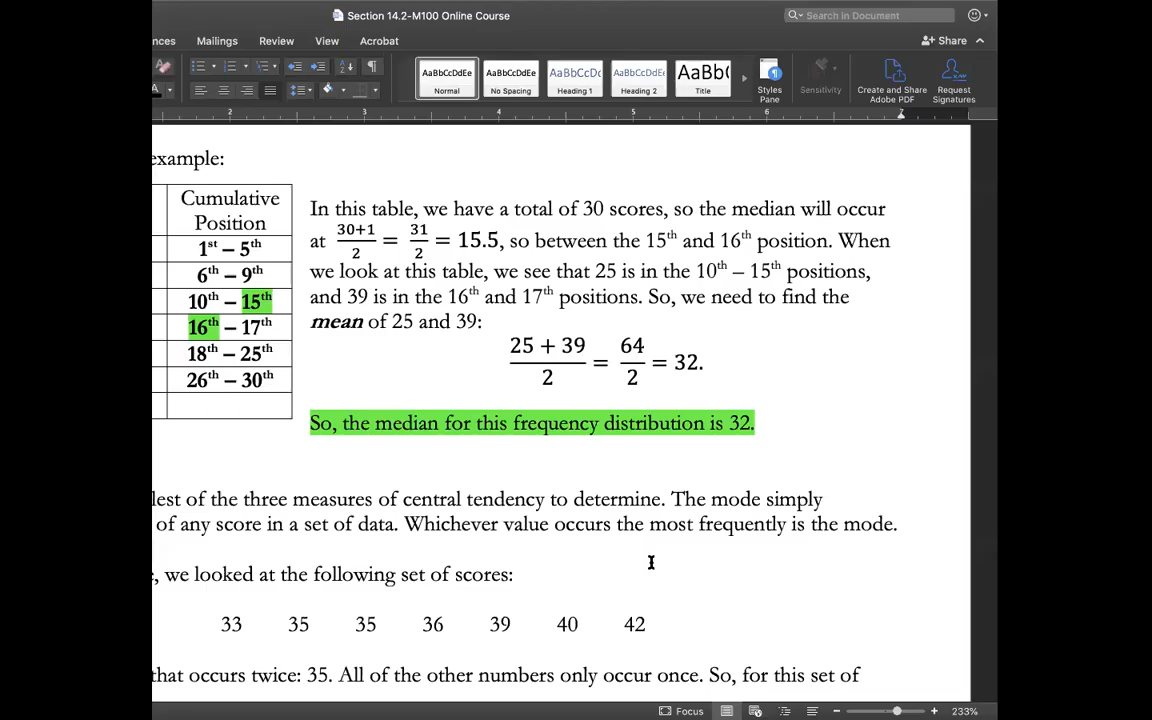 Section 14.2-M100 Online Course
Search in Document
nces Mailings Review View Acrobat
Share
AaBbCcDdEe AaBbCcDdEe AaBbCcDc AaBbCcDdEe AaBb(
Normal No Spacing Heading 1 Heading 2 Title
Styles Pane
Sensitivity
Create and Share Adobe PDF
Request Signatures
2 3 4 5 6 7
example:
Cumulative
Position
1st – 5th
6th – 9th
10th – 15th
16th – 17th
18th – 25th
26th – 30th
In this table, we have a total of 30 scores, so the median will occur
at (30+1)/2 = 31/2 = 15.5, so between the 15th and 16th position. When
we look at this table, we see that 25 is in the 10th – 15th positions,
and 39 is in the 16th and 17th positions. So, we need to find the
mean of 25 and 39:
(25 + 39)/2 = 64/2 = 32.
So, the median for this frequency distribution is 32.
lest of the three measures of central tendency to determine. The mode simply
of any score in a set of data. Whichever value occurs the most frequently is the mode.
, we looked at the following set of scores:
33 35 35 36 39 40 42
that occurs twice: 35. All of the other numbers only occur once. So, for this set of
Focus
233%